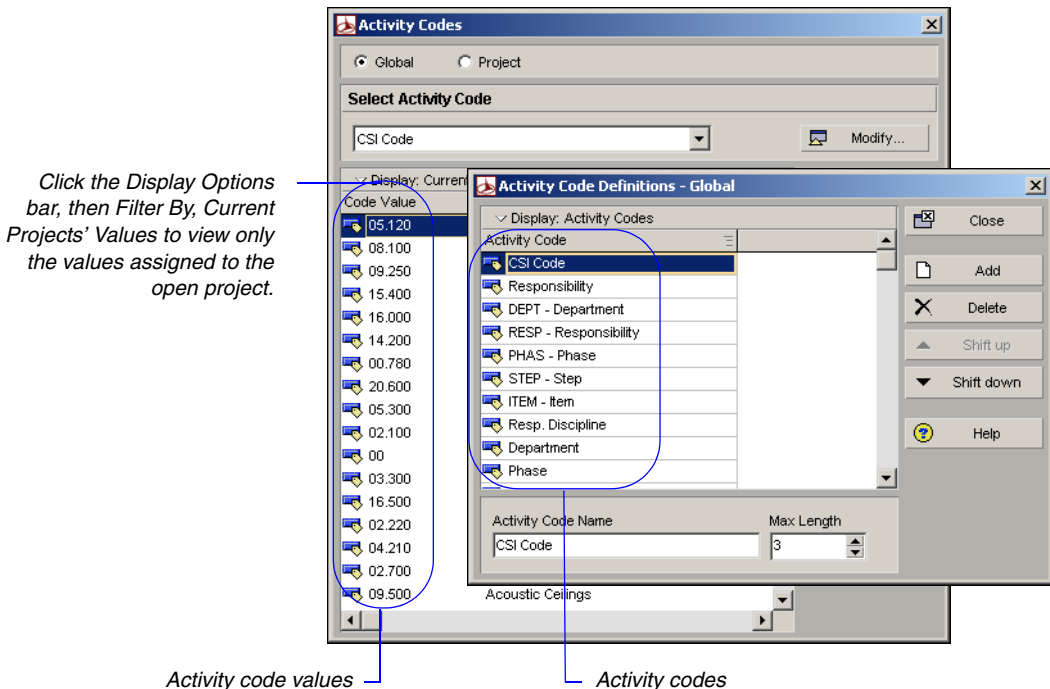 Activity Codes
Global
Project
Select Activity Code
CSI Code
Modify...
Click the Display Options
bar, then Filter By, Current
Projects' Values to view only
the values assigned to the
open project.
Display: Current
Code Value
05.120
08.100
09.250
15.400
16.000
14.200
00.780
20.600
05.300
02.100
00
03.300
16.500
02.220
04.210
02.700
09.500 Acoustic Ceilings
Activity Code Definitions - Global
Display: Activity Codes
Activity Code
CSI Code
Responsibility
DEPT - Department
RESP - Responsibility
PHAS - Phase
STEP - Step
ITEM - Item
Resp. Discipline
Department
Phase
Close
Add
Delete
Shift up
Shift down
Help
Activity Code Name
Max Length
CSI Code
3
Activity code values
Activity codes